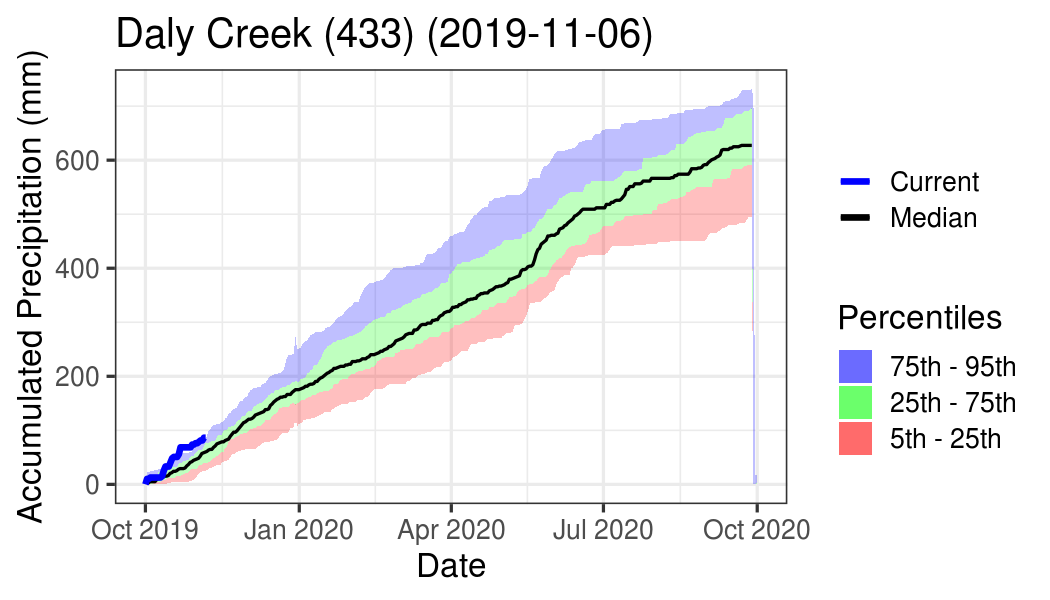 Daly Creek (433) (2019-11-06)
Accumulated Precipitation (mm)
600
400
200
0
Oct 2019 Jan 2020 Apr 2020 Jul 2020 Oct 2020
Date
Current
Median
Percentiles
75th - 95th
25th - 75th
5th - 25th